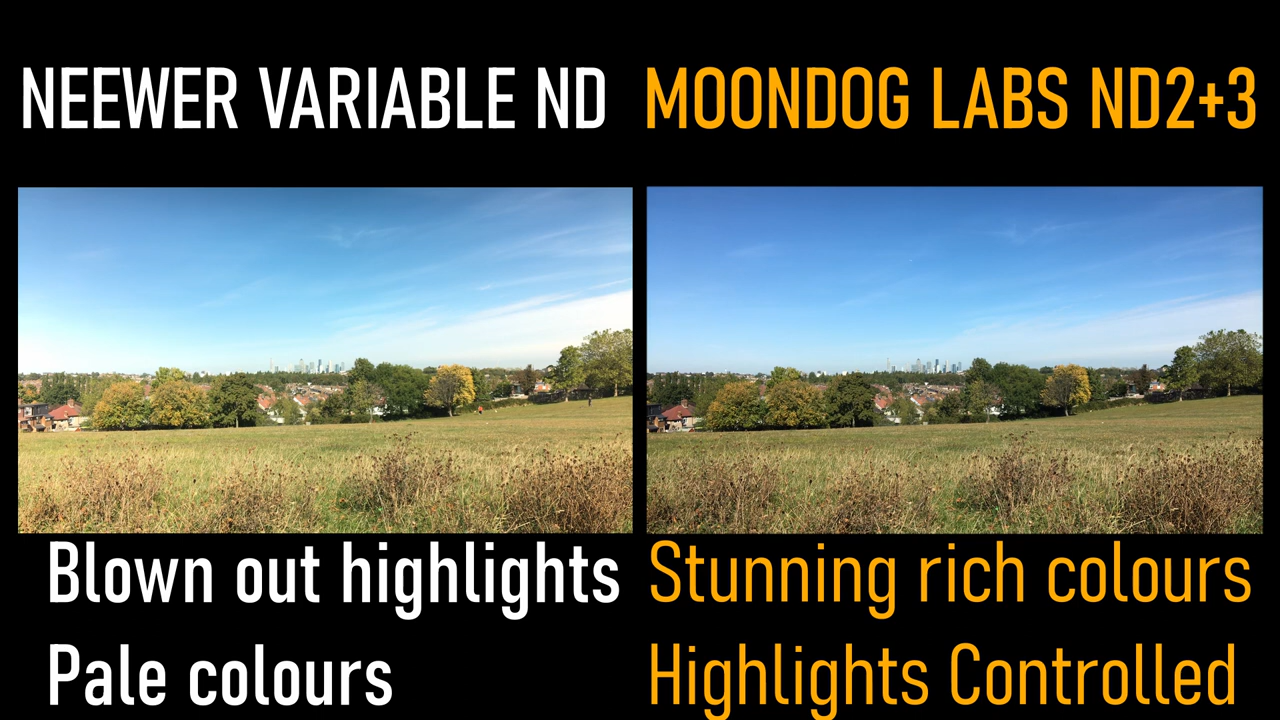 NEEWER VARIABLE ND
MOONDOG LABS ND2+3
Blown out highlights
Pale colours
Stunning rich colours
Highlights Controlled